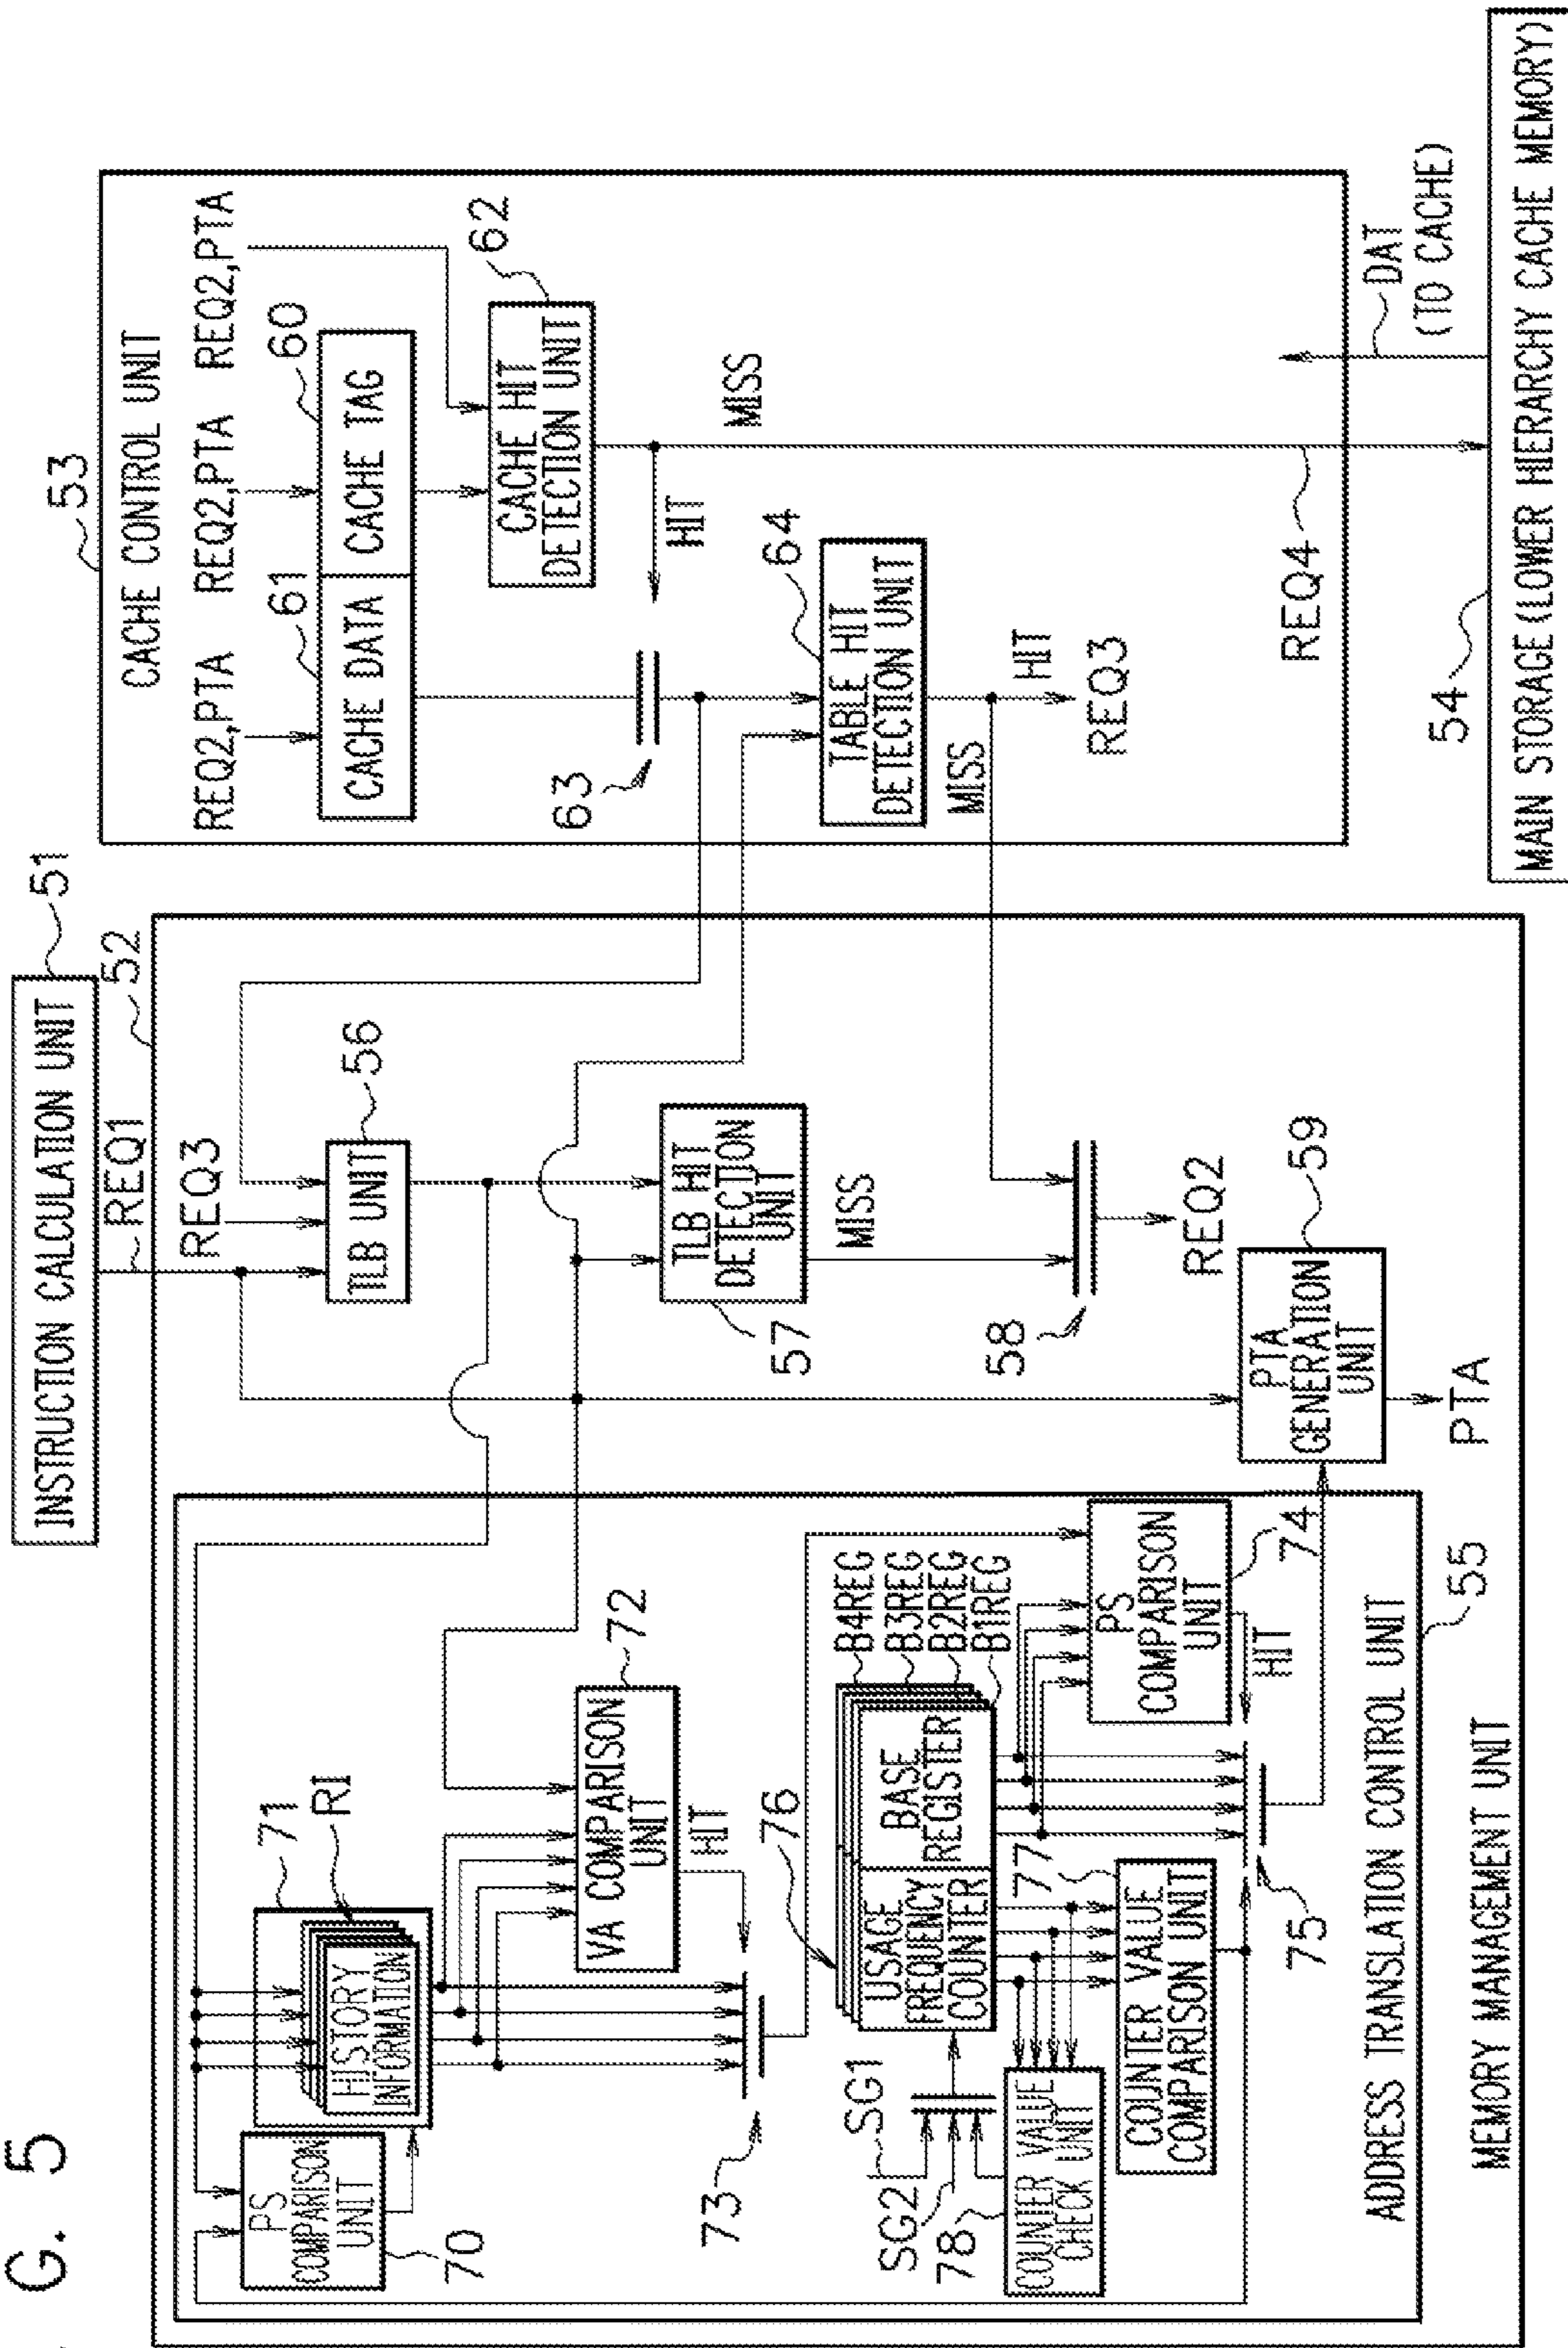 G. 5
INSTRUCTION CALCULATION UNIT
51
REQ1
52
53
CACHE CONTROL UNIT
REQ2,PTA
REQ2,PTA
REQ2,PTA
61
60
CACHE DATA
CACHE TAG
62
CACHE HIT
DETECTION UNIT
HIT
MISS
63
64
TABLE HIT
DETECTION UNIT
MISS
HIT
REQ3
REQ4
DAT
(TO CACHE)
54
MAIN STORAGE (LOWER HIERARCHY CACHE MEMORY)
REQ3
TLB UNIT
56
TLB HIT
DETECTION
UNIT
57
MISS
58
REQ2
PTA
GENERATION
UNIT
59
PTA
PS
COMPARISON
UNIT
70
71
RI
HISTORY
INFORMATION
VA COMPARISON
UNIT
72
HIT
73
76
B4REG
B3REG
B2REG
B1REG
USAGE
FREQUENCY
COUNTER
BASE
REGISTER
SG1
SG2
78
COUNTER VALUE
CHECK UNIT
77
COUNTER VALUE
COMPARISON UNIT
PS
COMPARISON
UNIT
74
HIT
75
ADDRESS TRANSLATION CONTROL UNIT
55
MEMORY MANAGEMENT UNIT